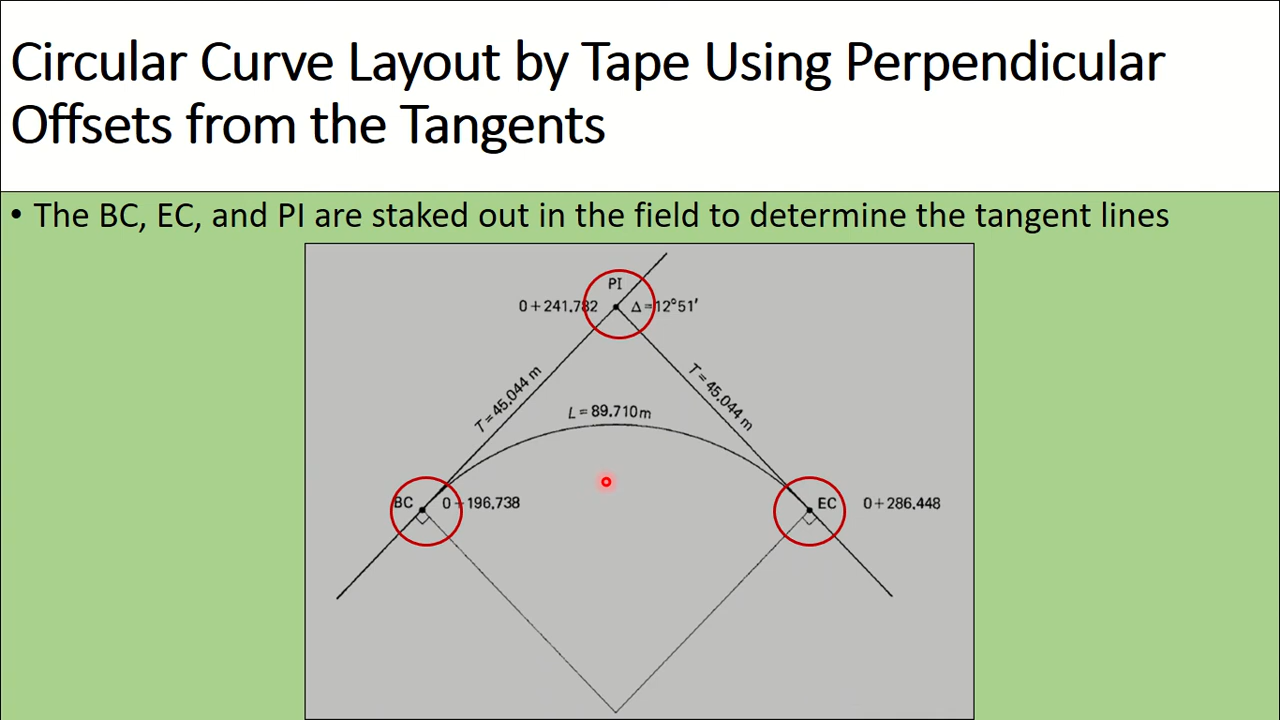 Circular Curve Layout by Tape Using Perpendicular
Offsets from the Tangents
• The BC, EC, and PI are staked out in the field to determine the tangent lines
PI
0+241.782 Δ=12°51′
T=45.044 m
T=45.044 m
L=89.710m
BC 0+196.738
EC 0+286.448